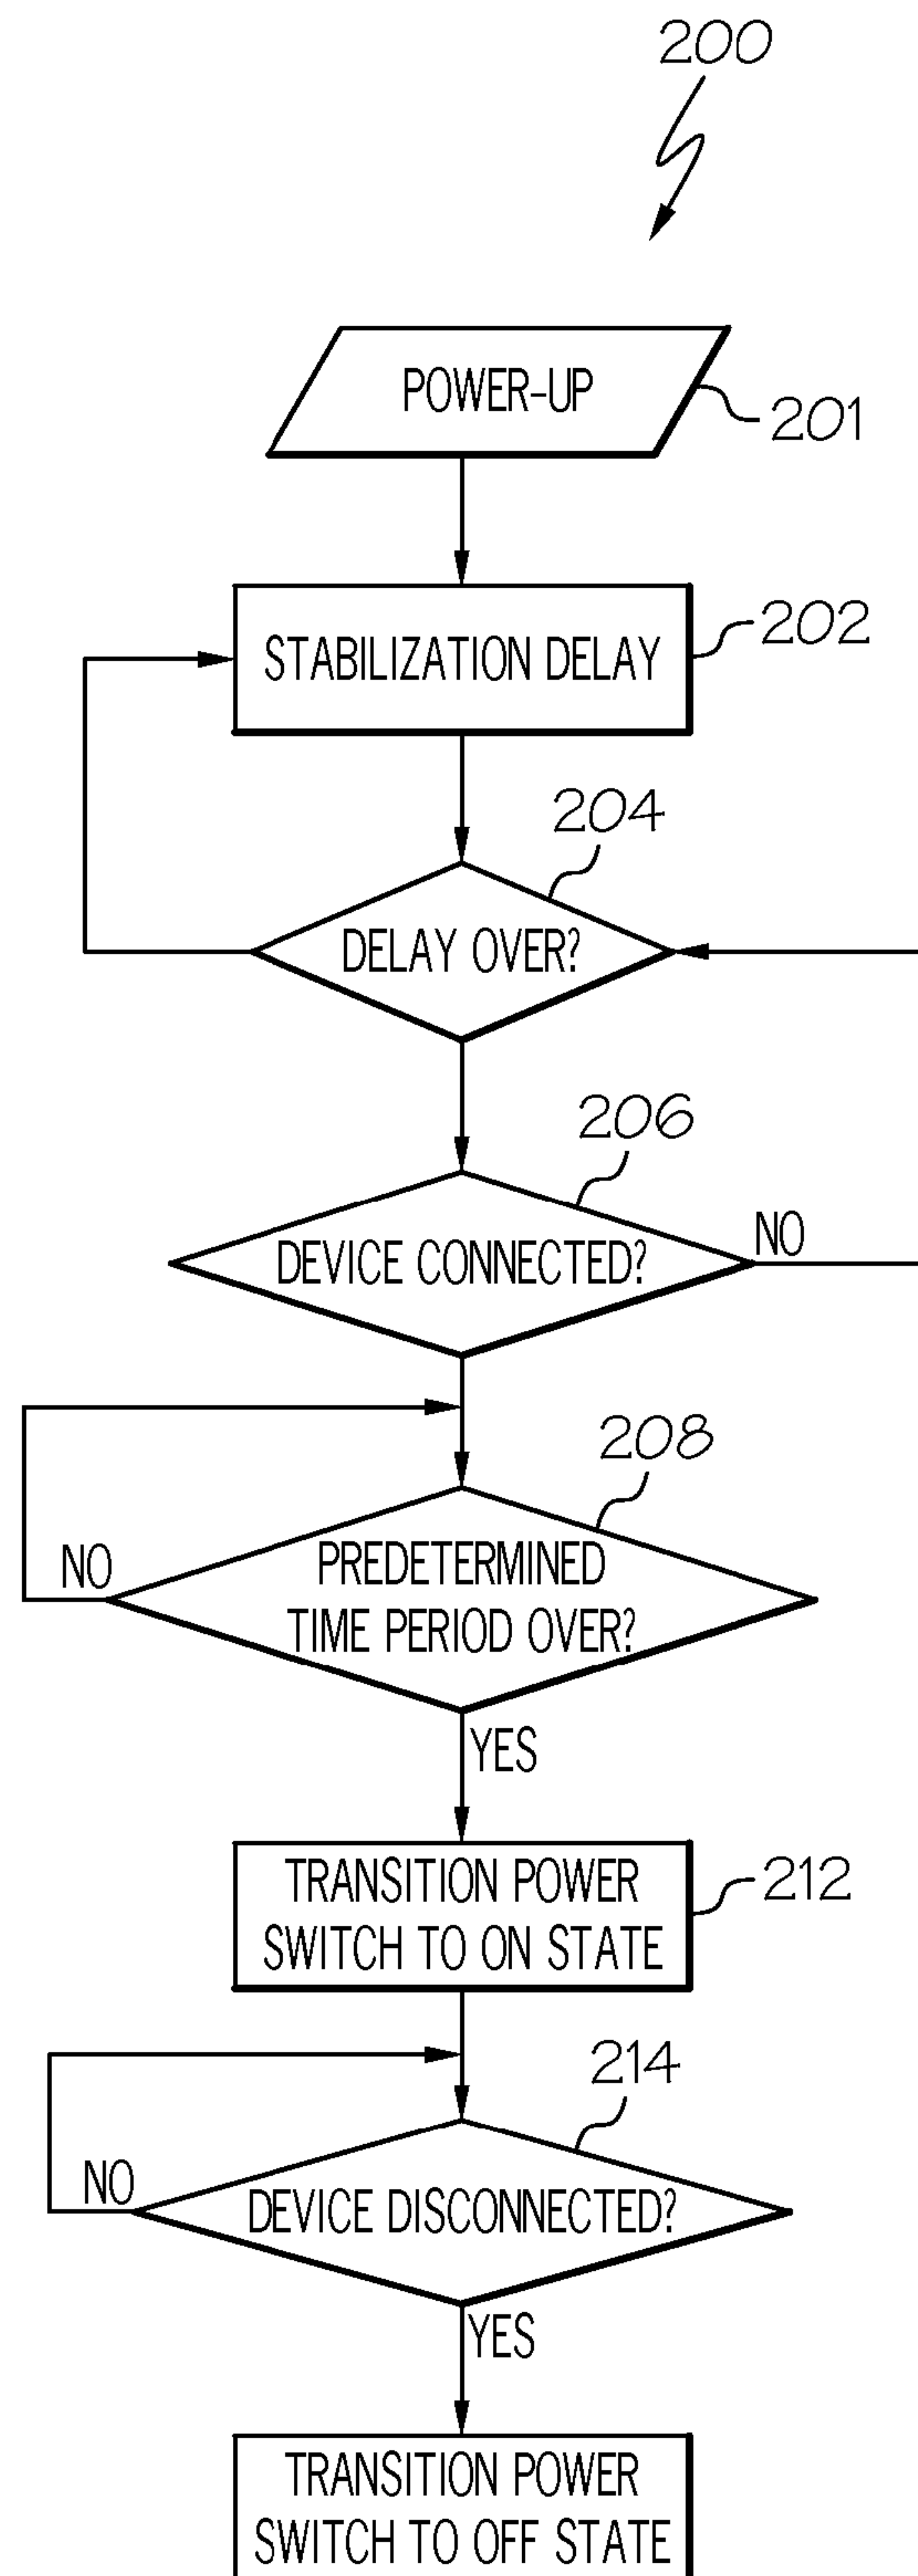 200
POWER-UP
201
STABILIZATION DELAY
202
204
DELAY OVER?
206
DEVICE CONNECTED?
NO
208
NO
PREDETERMINED
TIME PERIOD OVER?
YES
TRANSITION POWER
SWITCH TO ON STATE
212
214
NO
DEVICE DISCONNECTED?
YES
TRANSITION POWER
SWITCH TO OFF STATE